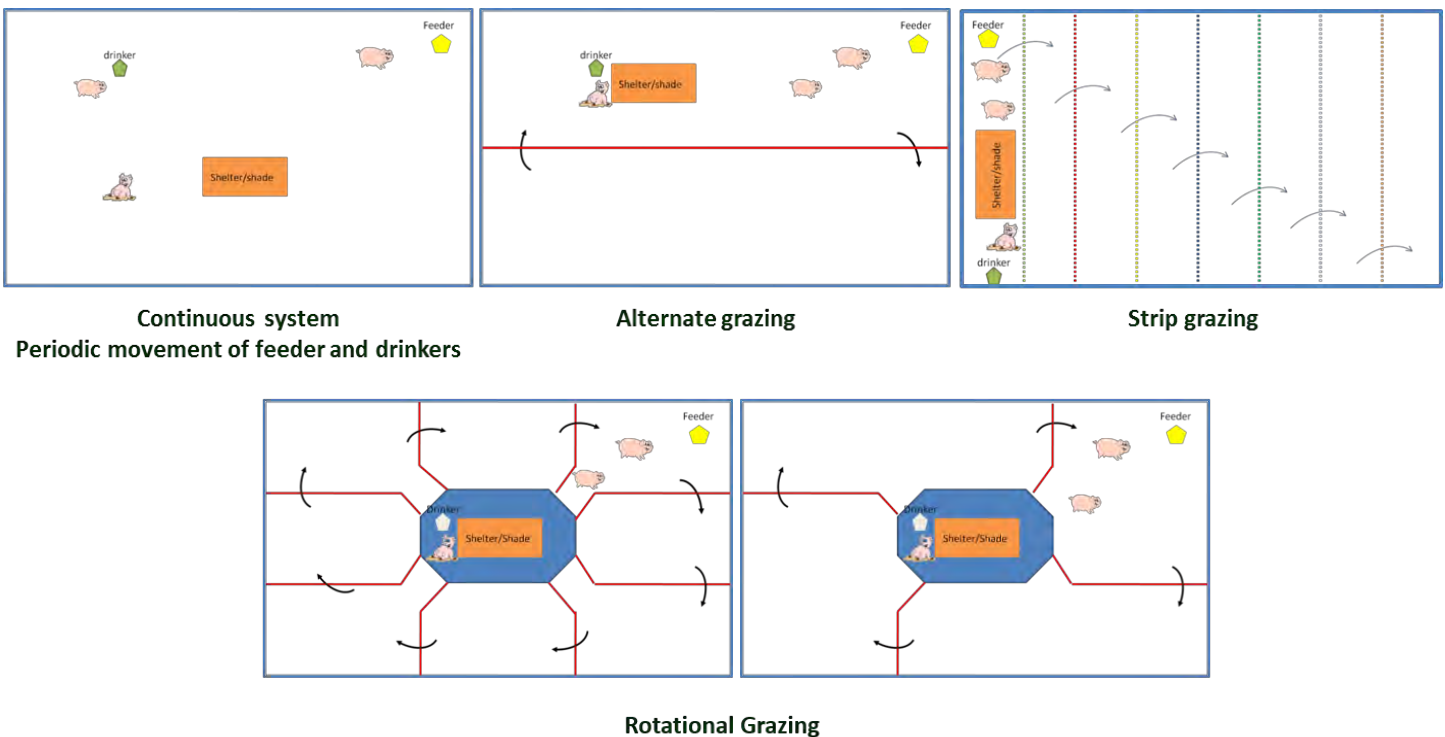 Feeder
drinker
Shelter/shade
Feeder
drinker
Shelter/shade
Feeder
Shelter/shade
drinker
Continuous system
Periodic movement of feeder and drinkers
Alternate grazing
Strip grazing
Feeder
Drinker
Shelter/Shade
Feeder
Drinker
Shelter/Shade
Rotational Grazing